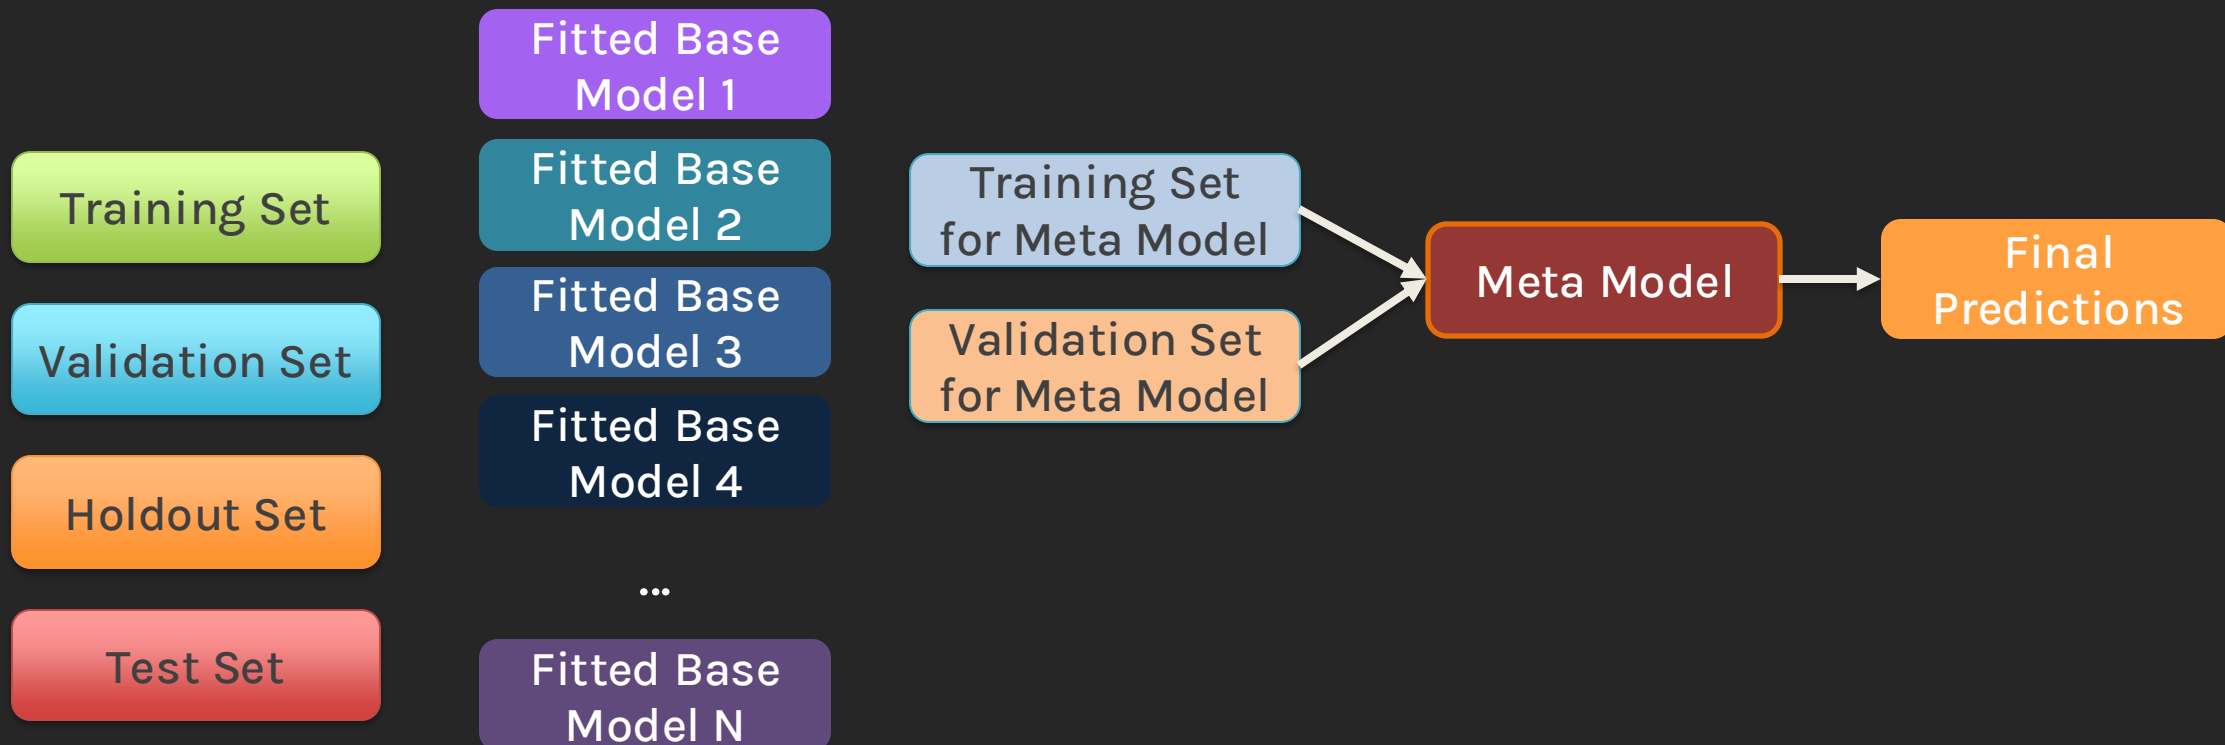 Training Set
Validation Set
Holdout Set
Test Set
Fitted Base
Model 1
Fitted Base
Model 2
Fitted Base
Model 3
Fitted Base
Model 4
...
Fitted Base
Model N
Training Set
for Meta Model
Validation Set
for Meta Model
Meta Model
Final
Predictions